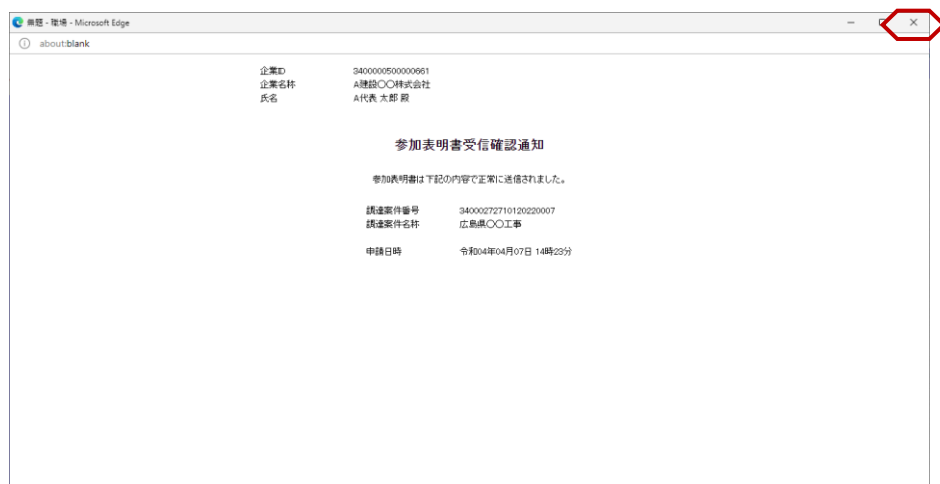 無題 - 職場 - Microsoft Edge
about:blank
企業ID 3400000500000661
企業名称 A建設〇〇株式会社
氏名 A代表 太郎 殿
参加表明書受信確認通知
参加表明書は下記の内容で正常に送信されました。
調達案件番号 34000272710120220007
調達案件名称 広島県〇〇工事
申請日時 令和04年04月07日 14時23分